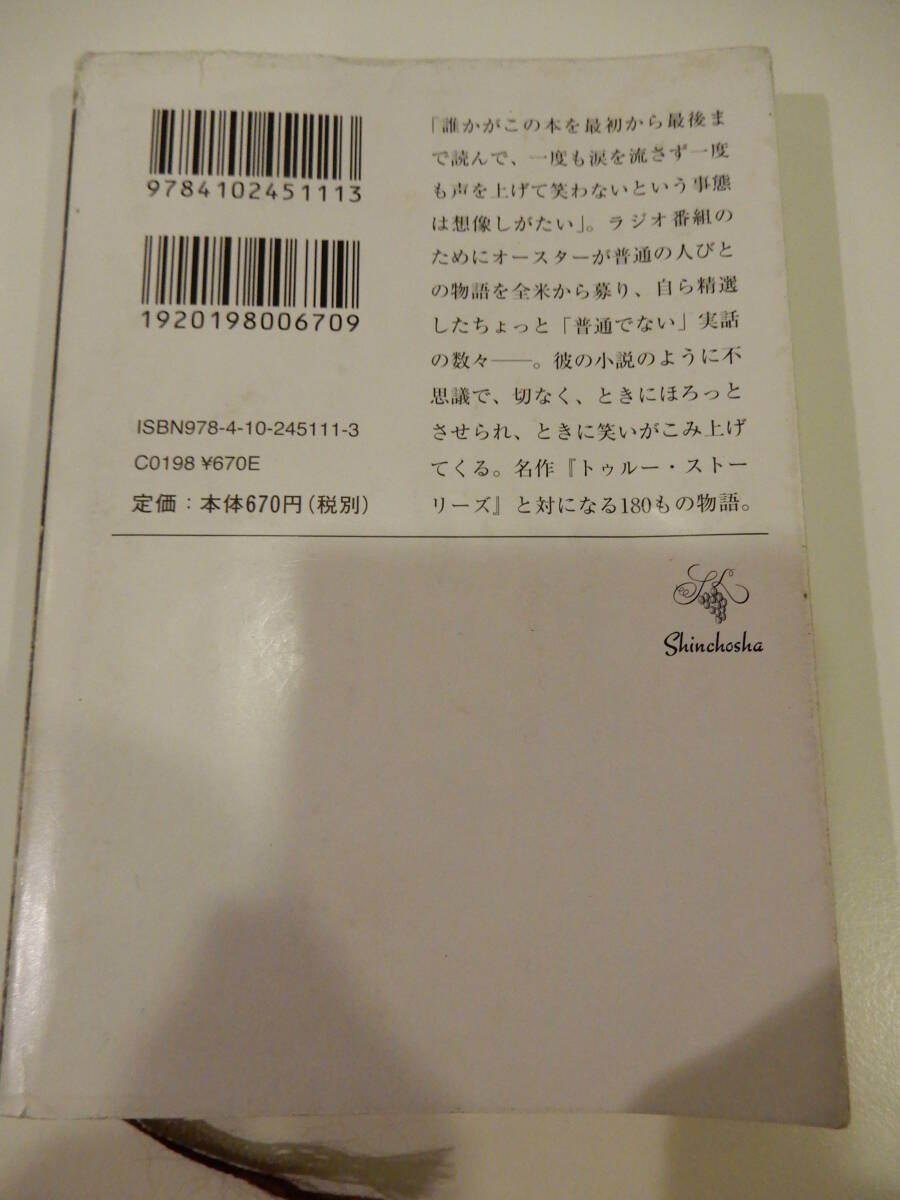 9784102451113
1920198006709
ISBN978-4-10-245111-3
C0198 ¥670E
定価：本体670円（税別）
「誰かがこの本を最初から最後ま
で読んで、一度も涙を流さず一度
も声を上げて笑わないという事態
は想像しがたい」。ラジオ番組の
ためにオースターが普通の人びと
の物語を全米から募り、自ら精選
したちょっと「普通でない」実話
の数々――。彼の小説のように不
思議で、切なく、ときにほろっと
させられ、ときに笑いがこみ上げ
てくる。名作『トゥルー・ストー
リーズ』と対になる180もの物語。
Shinchosha